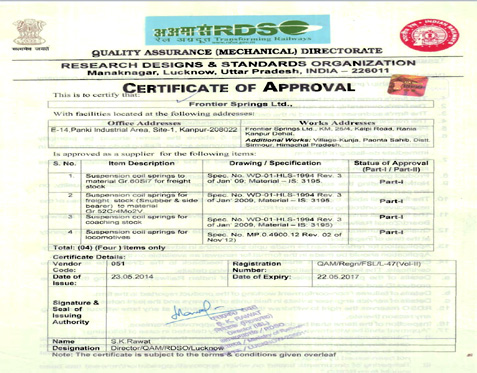 अअमासं RDSO
Transforming Railways
QUALITY ASSURANCE (MECHANICAL) DIRECTORATE
RESEARCH DESIGNS & STANDARDS ORGANIZATION
Manaknagar, Lucknow, Uttar Pradesh, INDIA – 226011
CERTIFICATE OF APPROVAL
This is to certify that:
Frontier Springs Ltd.,
With facilities located at the following addresses:
Office Addresses Works Addresses
E-14,Panki Industrial Area, Site-1, Kanpur-208022 Frontier Springs Ltd., KM. 25/4, Kalpi Road, Rania
Kanpur Dehat.
Additional Works: Village-Kunja, Paonta Sahib, Distt.
Sirmour, Himachal Pradesh.
Is approved as a supplier for the following items:
S. No. Item Description Drawing / Specification Status of Approval
(Part-I / Part-II)
1 Suspension coil springs to material Gr.60Si7 for freight stock Spec. No. WD-01-HLS-1994 Rev. 3 of Jan 09, Material – IS: 3195. Part-I
2 Suspension coil springs for freight stock (Snubber & side bearer) to material Gr.52Cr4Mo2V Spec. No. WD-01-HLS-1994 Rev. 3 of Jan' 2009, Material – IS: 3195. Part-I
3 Suspension coil springs for coaching stock Spec. No. WD-01-HLS-1994 Rev. 3 of Jan' 2009, Material – IS: 3195) Part-I
4 Suspension coil springs for locomotives Spec. No. MP.0.4900.12 Rev. 02 of Nov'12) Part-I
Total: (04) (Four ) Items only
Certificate Details:
Vendor Code: 051 Registration Number: QAM/Regn/FSL/L-47(Vol-II)
Date of Issue: 23.05.2014 Date of Expiry: 22.05.2017
Signature &
Seal of
Issuing
Authority
Name S.K.Rawat
Designation Director/QAM/RDSO/Lucknow
Note: The certificate is subject to the terms & conditions given overleaf